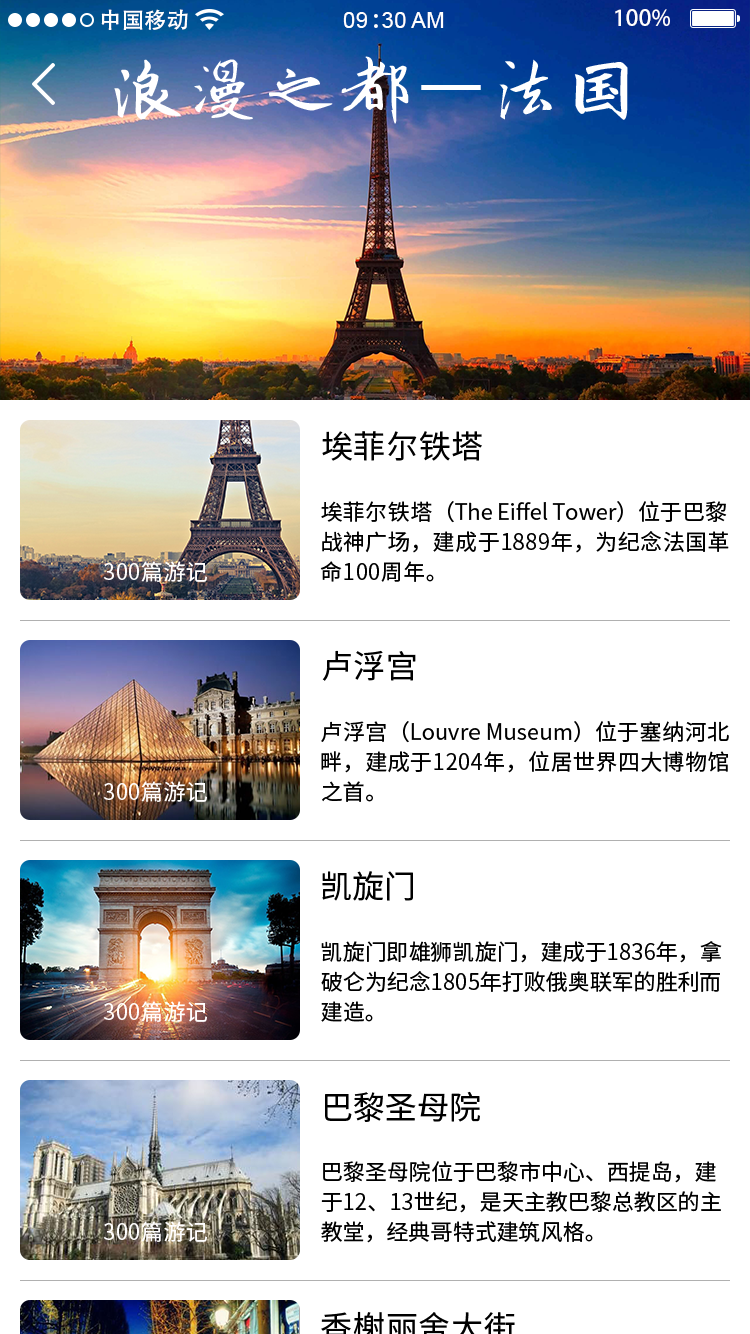 中国移动 09:30 AM 100%
浪漫之都一法国
埃菲尔铁塔
埃菲尔铁塔（The Eiffel Tower）位于巴黎
战神广场，建成于1889年，为纪念法国革
命100周年。
300篇游记
卢浮宫
卢浮宫（Louvre Museum）位于塞纳河北
畔，建成于1204年，位居世界四大博物馆
之首。
300篇游记
凯旋门
凯旋门即雄狮凯旋门，建成于1836年，拿
破仑为纪念1805年打败俄奥联军的胜利而
建造。
300篇游记
巴黎圣母院
巴黎圣母院位于巴黎市中心、西提岛，建
于12、13世纪，是天主教巴黎总教区的主
教堂，经典哥特式建筑风格。
300篇游记
香榭丽舍大街